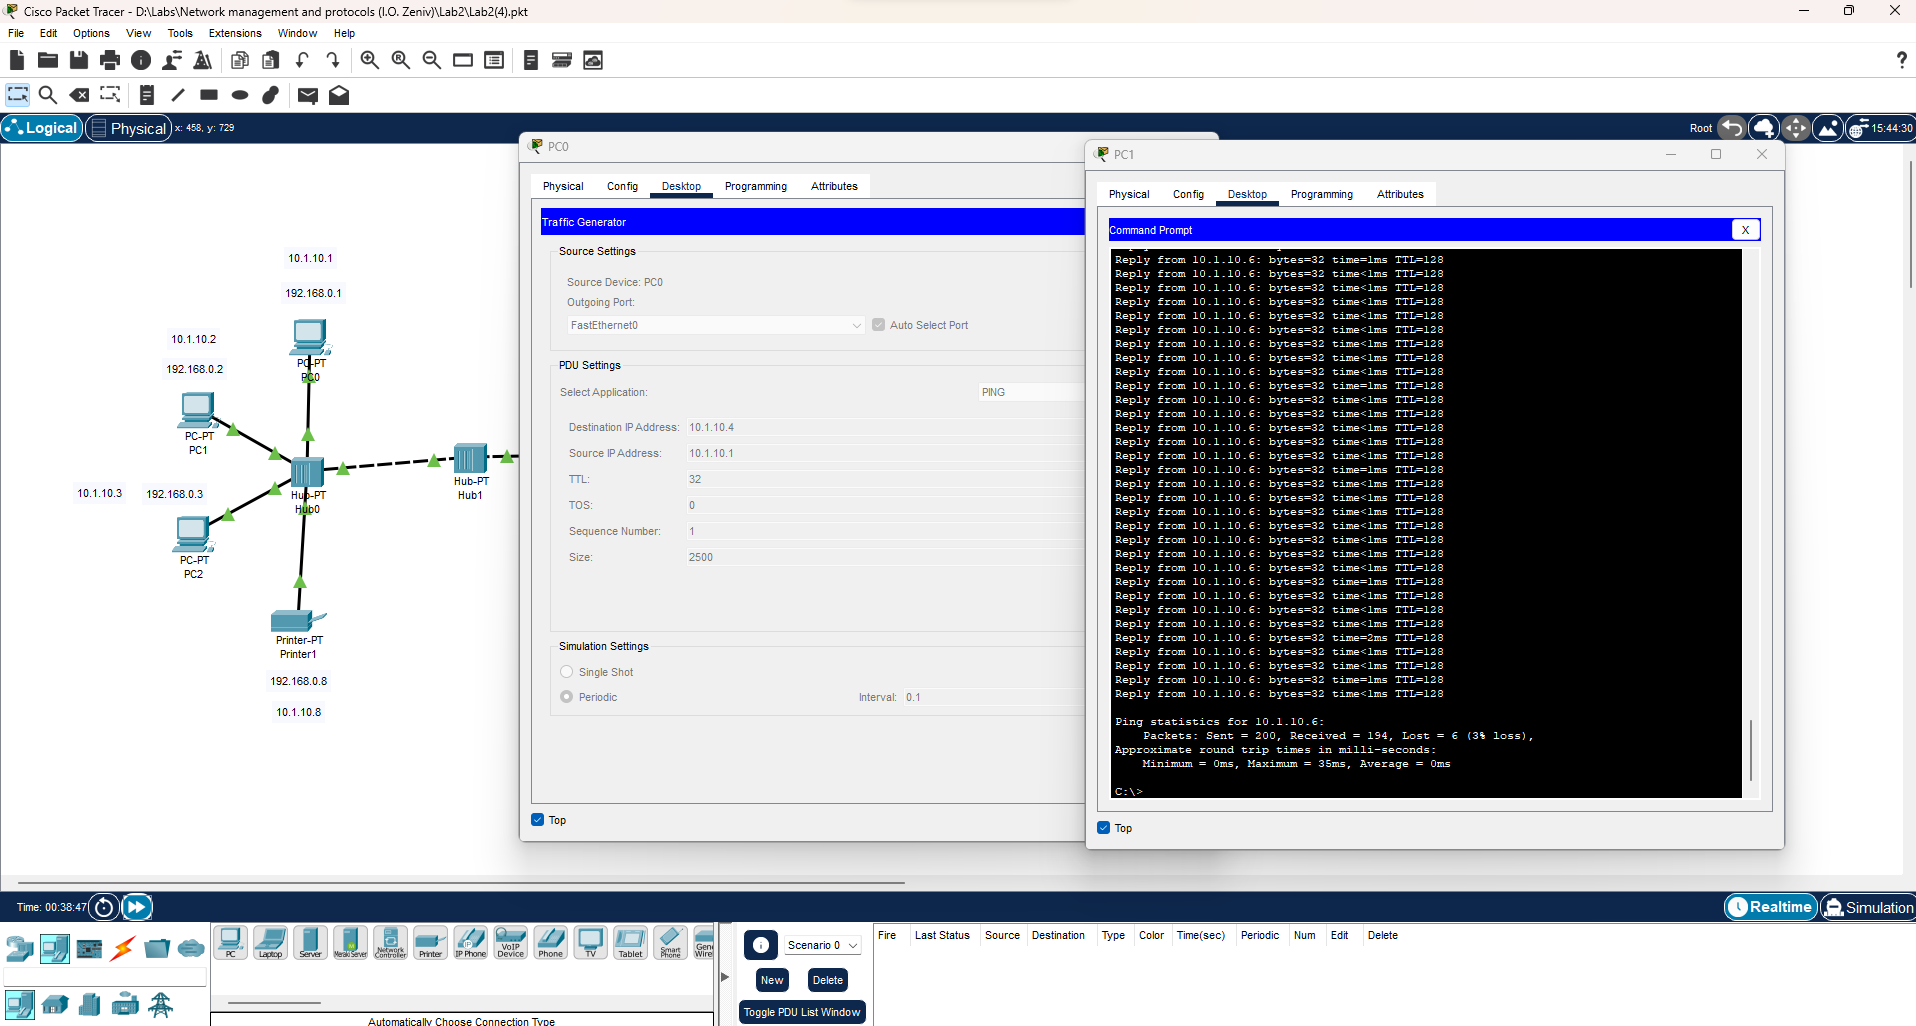 Cisco Packet Tracer - D:\Labs\Network management and protocols (I.O. Zeniv)\Lab2\Lab2(4).pkt
File Edit Options View Tools Extensions Window Help
Logical Physical x: 458, y: 729
Root 15:44:30
10.1.10.1
192.168.0.1
10.1.10.2
192.168.0.2
PC-PT
PC0
PC-PT
PC1
10.1.10.3 192.168.0.3
Hub-PT
Hub0
Hub-PT
Hub1
PC-PT
PC2
Printer-PT
Printer1
192.168.0.8
10.1.10.8
PC0
Physical Config Desktop Programming Attributes
Traffic Generator
Source Settings
Source Device: PC0
Outgoing Port:
FastEthernet0 Auto Select Port
PDU Settings
Select Application: PING
Destination IP Address: 10.1.10.4
Source IP Address: 10.1.10.1
TTL: 32
TOS: 0
Sequence Number: 1
Size: 2500
Simulation Settings
Single Shot
Periodic Interval: 0.1
Top
PC1
Physical Config Desktop Programming Attributes
Command Prompt X
Reply from 10.1.10.6: bytes=32 time=1ms TTL=128
Reply from 10.1.10.6: bytes=32 time<1ms TTL=128
Reply from 10.1.10.6: bytes=32 time<1ms TTL=128
Reply from 10.1.10.6: bytes=32 time<1ms TTL=128
Reply from 10.1.10.6: bytes=32 time<1ms TTL=128
Reply from 10.1.10.6: bytes=32 time<1ms TTL=128
Reply from 10.1.10.6: bytes=32 time<1ms TTL=128
Reply from 10.1.10.6: bytes=32 time<1ms TTL=128
Reply from 10.1.10.6: bytes=32 time<1ms TTL=128
Reply from 10.1.10.6: bytes=32 time=1ms TTL=128
Reply from 10.1.10.6: bytes=32 time<1ms TTL=128
Reply from 10.1.10.6: bytes=32 time<1ms TTL=128
Reply from 10.1.10.6: bytes=32 time<1ms TTL=128
Reply from 10.1.10.6: bytes=32 time<1ms TTL=128
Reply from 10.1.10.6: bytes=32 time<1ms TTL=128
Reply from 10.1.10.6: bytes=32 time<1ms TTL=128
Reply from 10.1.10.6: bytes=32 time<1ms TTL=128
Reply from 10.1.10.6: bytes=32 time<1ms TTL=128
Reply from 10.1.10.6: bytes=32 time<1ms TTL=128
Reply from 10.1.10.6: bytes=32 time<1ms TTL=128
Reply from 10.1.10.6: bytes=32 time<1ms TTL=128
Reply from 10.1.10.6: bytes=32 time<1ms TTL=128
Reply from 10.1.10.6: bytes=32 time<1ms TTL=128
Reply from 10.1.10.6: bytes=32 time=1ms TTL=128
Reply from 10.1.10.6: bytes=32 time<1ms TTL=128
Reply from 10.1.10.6: bytes=32 time<1ms TTL=128
Reply from 10.1.10.6: bytes=32 time<1ms TTL=128
Reply from 10.1.10.6: bytes=32 time=2ms TTL=128
Reply from 10.1.10.6: bytes=32 time<1ms TTL=128
Reply from 10.1.10.6: bytes=32 time<1ms TTL=128
Reply from 10.1.10.6: bytes=32 time=1ms TTL=128
Reply from 10.1.10.6: bytes=32 time<1ms TTL=128
Ping statistics for 10.1.10.6:
Packets: Sent = 200, Received = 194, Lost = 6 (3% loss),
Approximate round trip times in milli-seconds:
Minimum = 0ms, Maximum = 35ms, Average = 0ms
C:\>
Top
Time: 00:38:47
Realtime Simulation
PC Laptop Server Meraki Server Network Controller Printer IP Phone VoIP Device Phone TV Tablet Smart Phone
Automatically Choose Connection Type
Scenario 0
New Delete
Toggle PDU List Window
Fire Last Status Source Destination Type Color Time(sec) Periodic Num Edit Delete